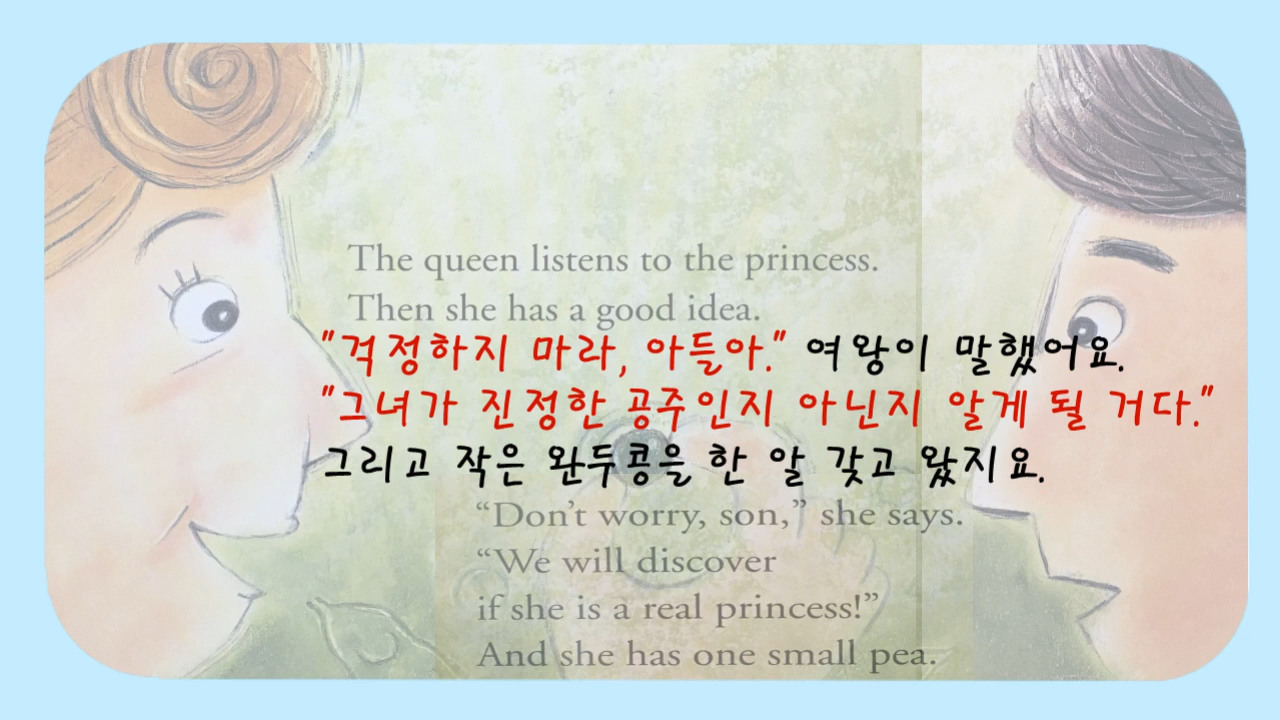 The queen listens to the princess.
Then she has a good idea.
"걱정하지 마라, 아들아." 여왕이 말했어요.
"그녀가 진정한 공주인지 아닌지 알게 될 거다."
그리고 작은 완두콩을 한 알 갖고 왔지요.
“Don’t worry, son,” she says.
“We will discover
if she is a real princess!”
And she has one small pea.